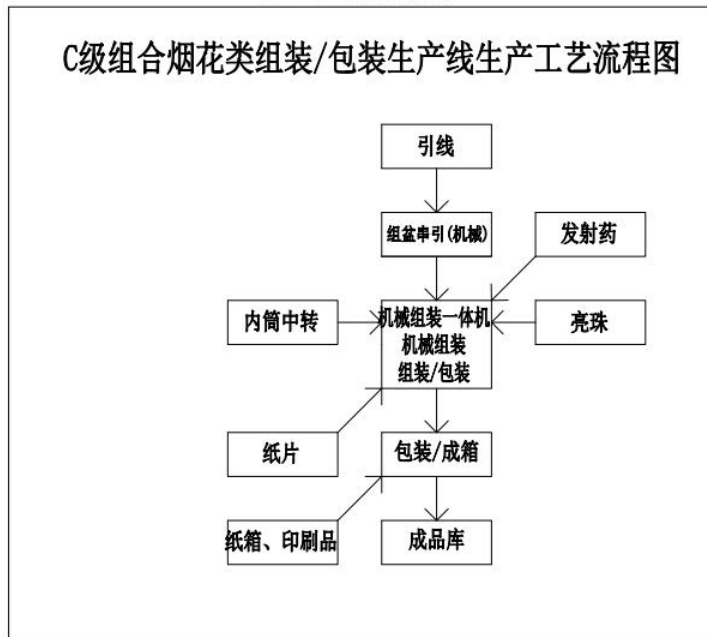 C级组合烟花类组装/包装生产线生产工艺流程图
引线
组盆串引(机械)
发射药
内筒中转
机械组装一体机
机械组装
组装/包装
亮珠
纸片
包装/成箱
纸箱、印刷品
成品库